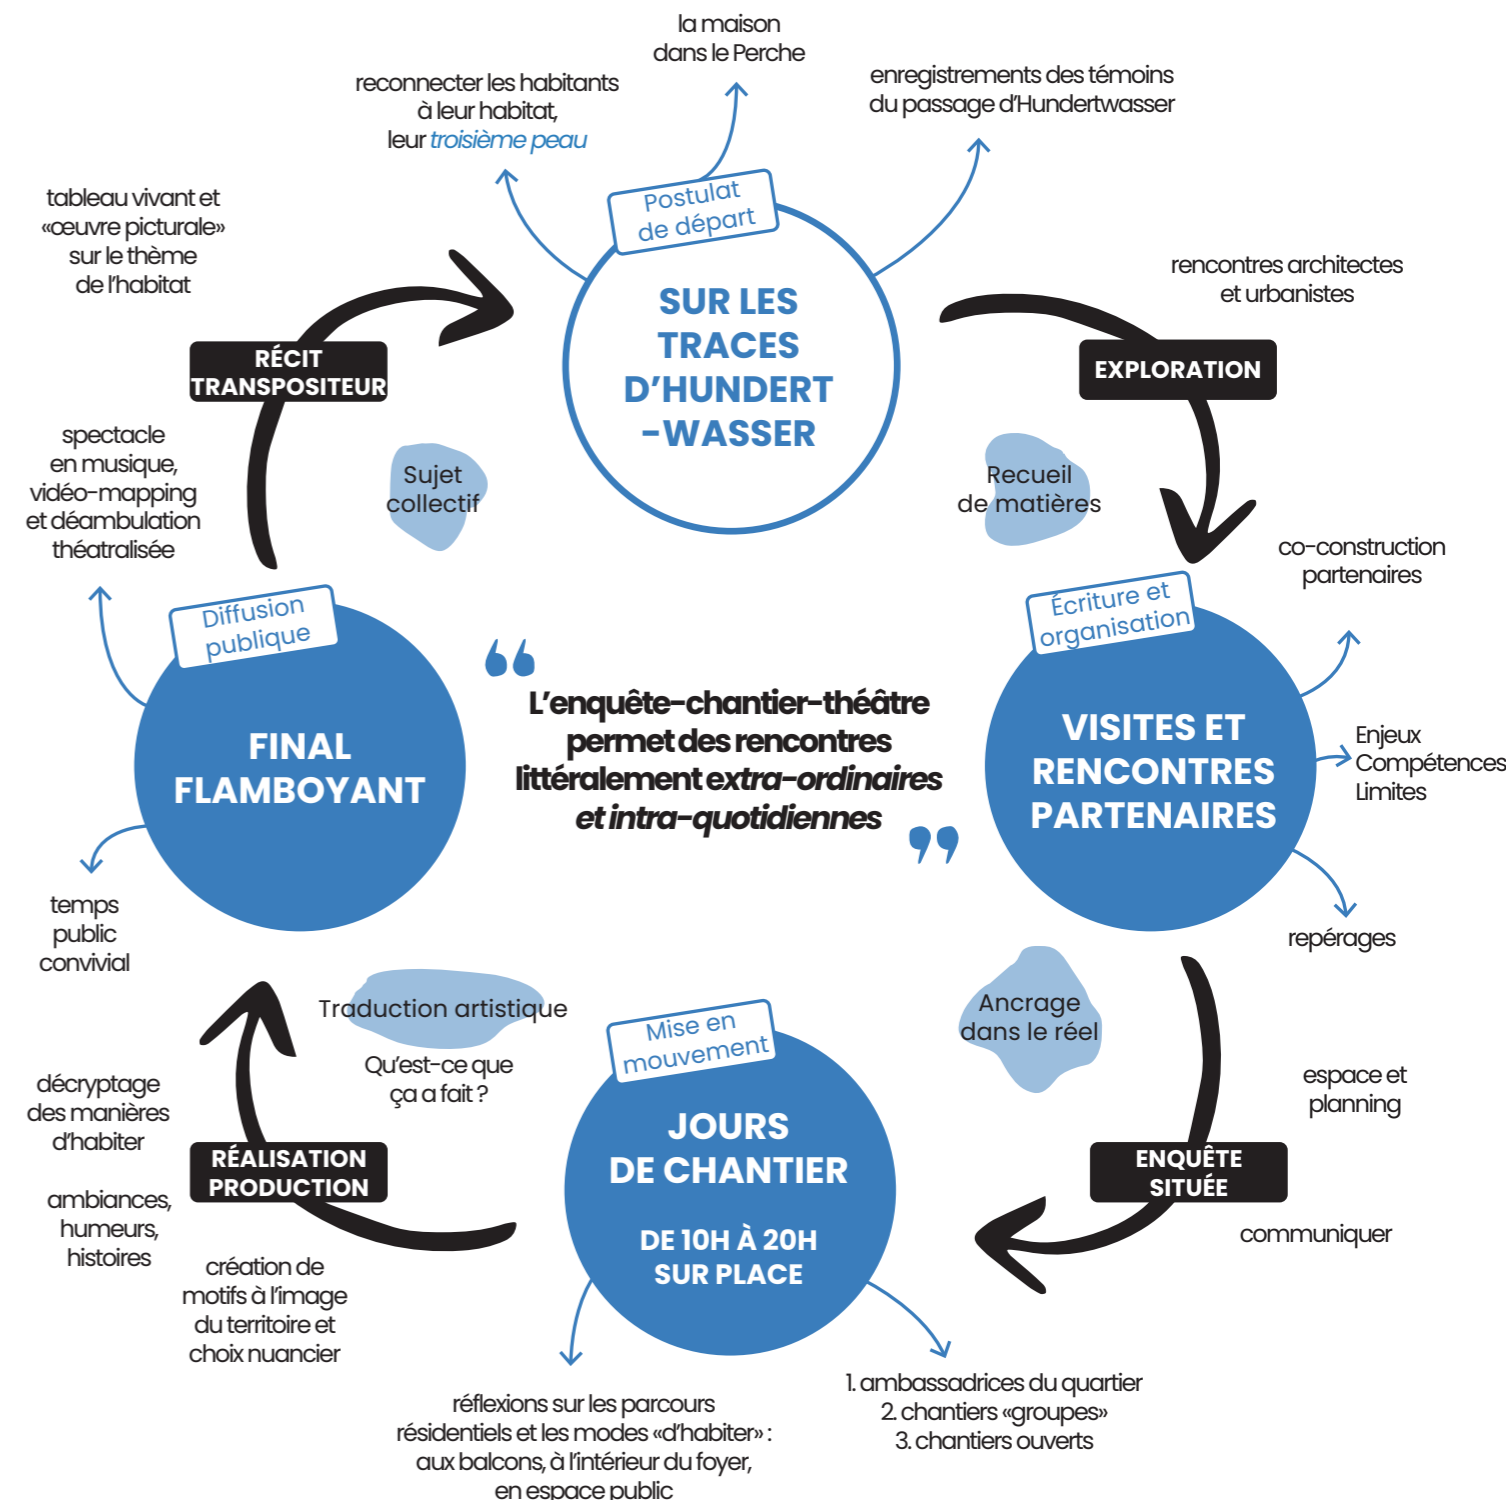 la maison
dans le Perche
reconnecter les habitants
à leur habitat,
leur troisième peau
enregistrements des témoins
du passage d'Hundertwasser
Postulat
de départ
SUR LES
TRACES
D'HUNDERT
-WASSER
tableau vivant et
«œuvre picturale»
sur le thème
de l'habitat
RÉCIT
TRANSPOSITEUR
rencontres architectes
et urbanistes
EXPLORATION
spectacle
en musique,
vidéo-mapping
et déambulation
théatralisée
Sujet
collectif
Recueil
de matières
co-construction
partenaires
Diffusion
publique
FINAL
FLAMBOYANT
“
L'enquête-chantier-théâtre
permet des rencontres
littéralement extra-ordinaires
et intra-quotidiennes
”
Écriture et
organisation
VISITES ET
RENCONTRES
PARTENAIRES
Enjeux
Compétences
Limites
repérages
temps
public
convivial
Traduction artistique
Qu'est-ce que
ça a fait ?
Ancrage
dans le réel
Mise en
mouvement
JOURS
DE CHANTIER
DE 10H À 20H
SUR PLACE
espace et
planning
ENQUÊTE
SITUÉE
communiquer
décryptage
des manières
d'habiter
RÉALISATION
PRODUCTION
ambiances,
humeurs,
histoires
création de
motifs à l'image
du territoire et
choix nuancier
réflexions sur les parcours
résidentiels et les modes «d'habiter» :
aux balcons, à l'intérieur du foyer,
en espace public
1. ambassadrices du quartier
2. chantiers «groupes»
3. chantiers ouverts